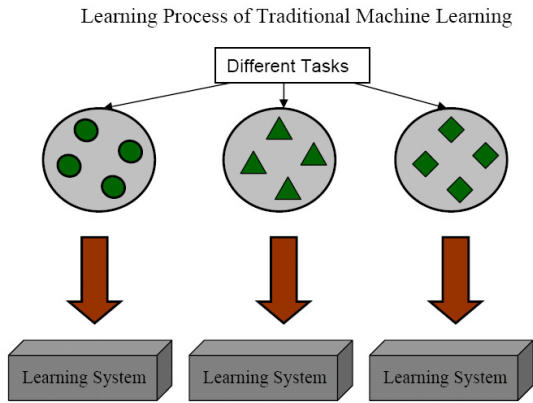 Learning Process of Traditional Machine Learning
Different Tasks
Learning System
Learning System
Learning System